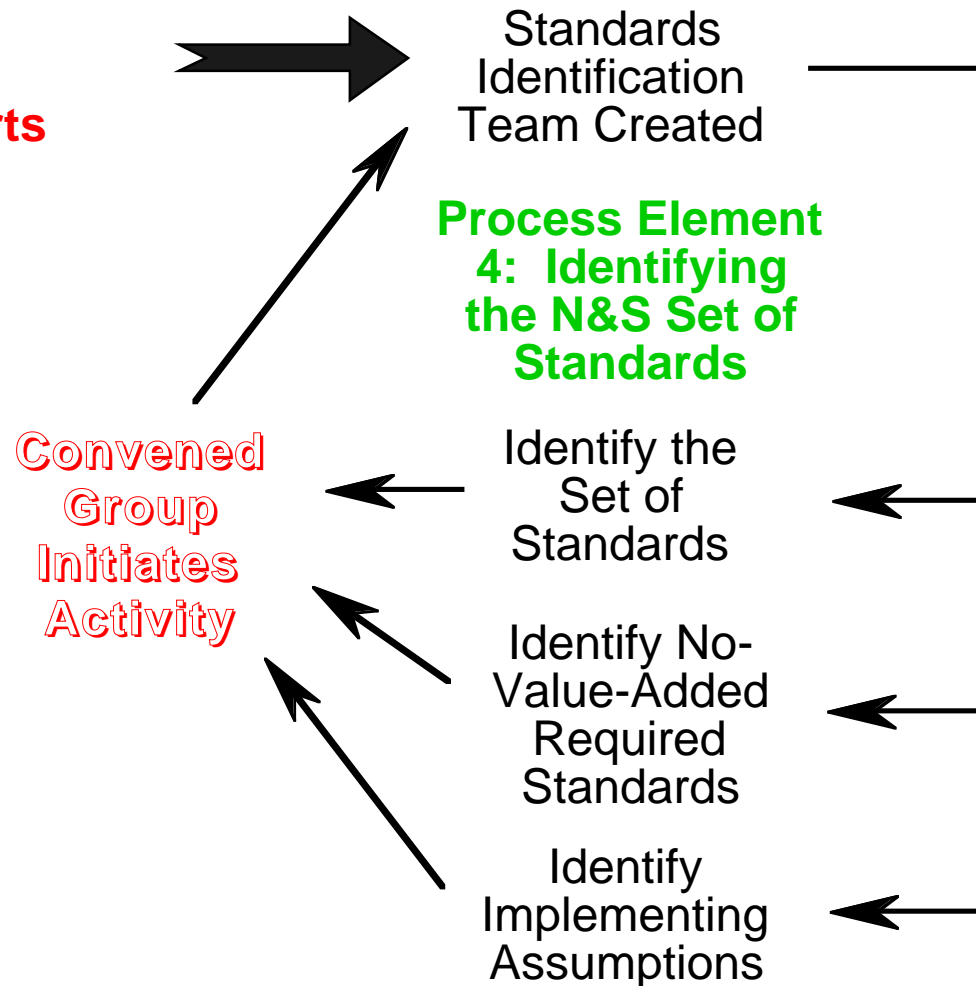 Standards
Identification
Team Created
rts
Process Element
4: Identifying
the N&S Set of
Standards
Convened
Group
Initiates
Activity
Identify the
Set of
Standards
Identify No-
Value-Added
Required
Standards
Identify
Implementing
Assumptions